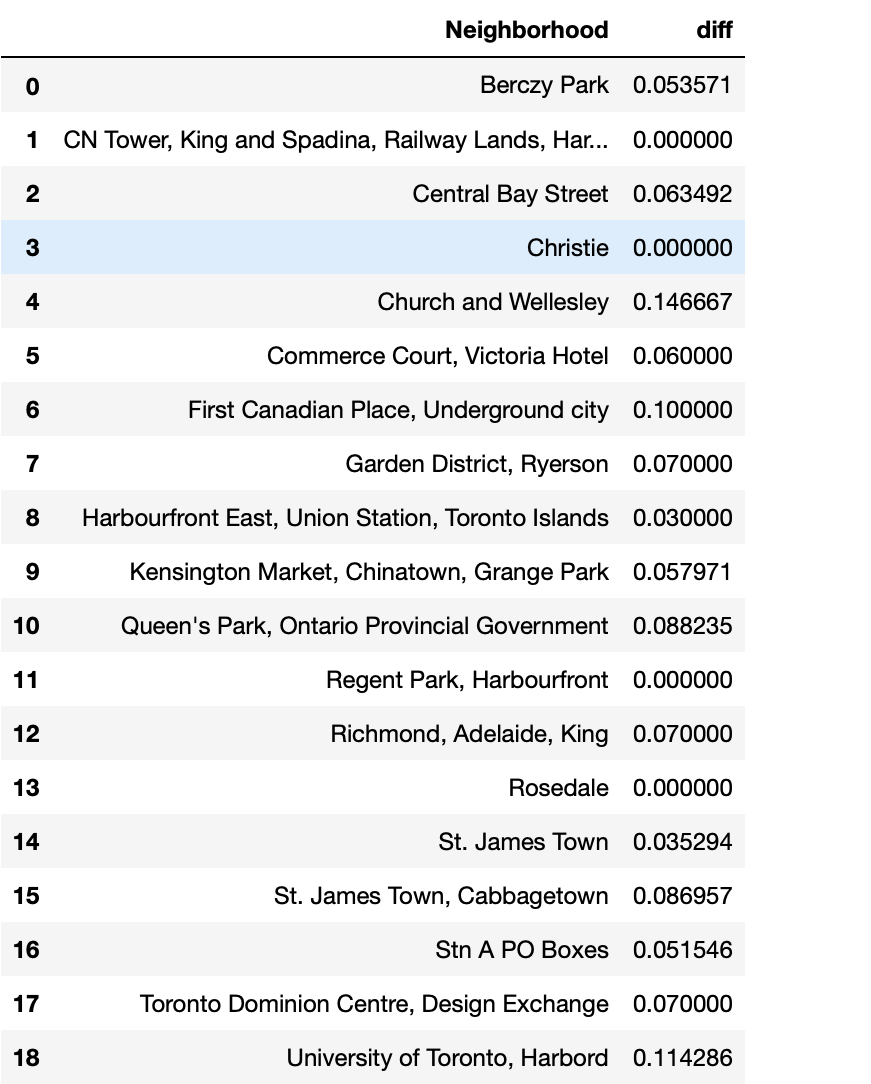 Neighborhood diff
0 Berczy Park 0.053571
1 CN Tower, King and Spadina, Railway Lands, Har... 0.000000
2 Central Bay Street 0.063492
3 Christie 0.000000
4 Church and Wellesley 0.146667
5 Commerce Court, Victoria Hotel 0.060000
6 First Canadian Place, Underground city 0.100000
7 Garden District, Ryerson 0.070000
8 Harbourfront East, Union Station, Toronto Islands 0.030000
9 Kensington Market, Chinatown, Grange Park 0.057971
10 Queen's Park, Ontario Provincial Government 0.088235
11 Regent Park, Harbourfront 0.000000
12 Richmond, Adelaide, King 0.070000
13 Rosedale 0.000000
14 St. James Town 0.035294
15 St. James Town, Cabbagetown 0.086957
16 Stn A PO Boxes 0.051546
17 Toronto Dominion Centre, Design Exchange 0.070000
18 University of Toronto, Harbord 0.114286